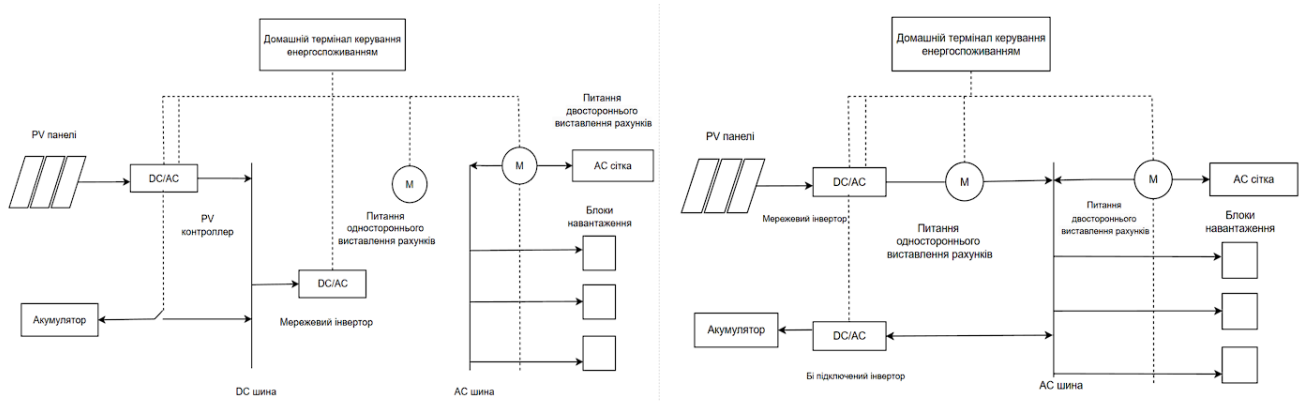 Домашній термінал керування
енергоспоживанням
Питання
двостороннього
виставлення рахунків
PV панелі
DC/AC
M
AC сітка
M
PV
контроллер
Питання
одностороннього
виставлення рахунків
Блоки
навантаження
DC/AC
Акумулятор
Мережевий інвертор
DC шина
AC шина
Домашній термінал керування
енергоспоживанням
PV панелі
DC/AC
M
M
AC сітка
Мережевий інвертор
Питання
одностороннього
виставлення рахунків
Питання
двостороннього
виставлення рахунків
Блоки
навантаження
Акумулятор
DC/AC
Бі підключений інвертор
AC шина